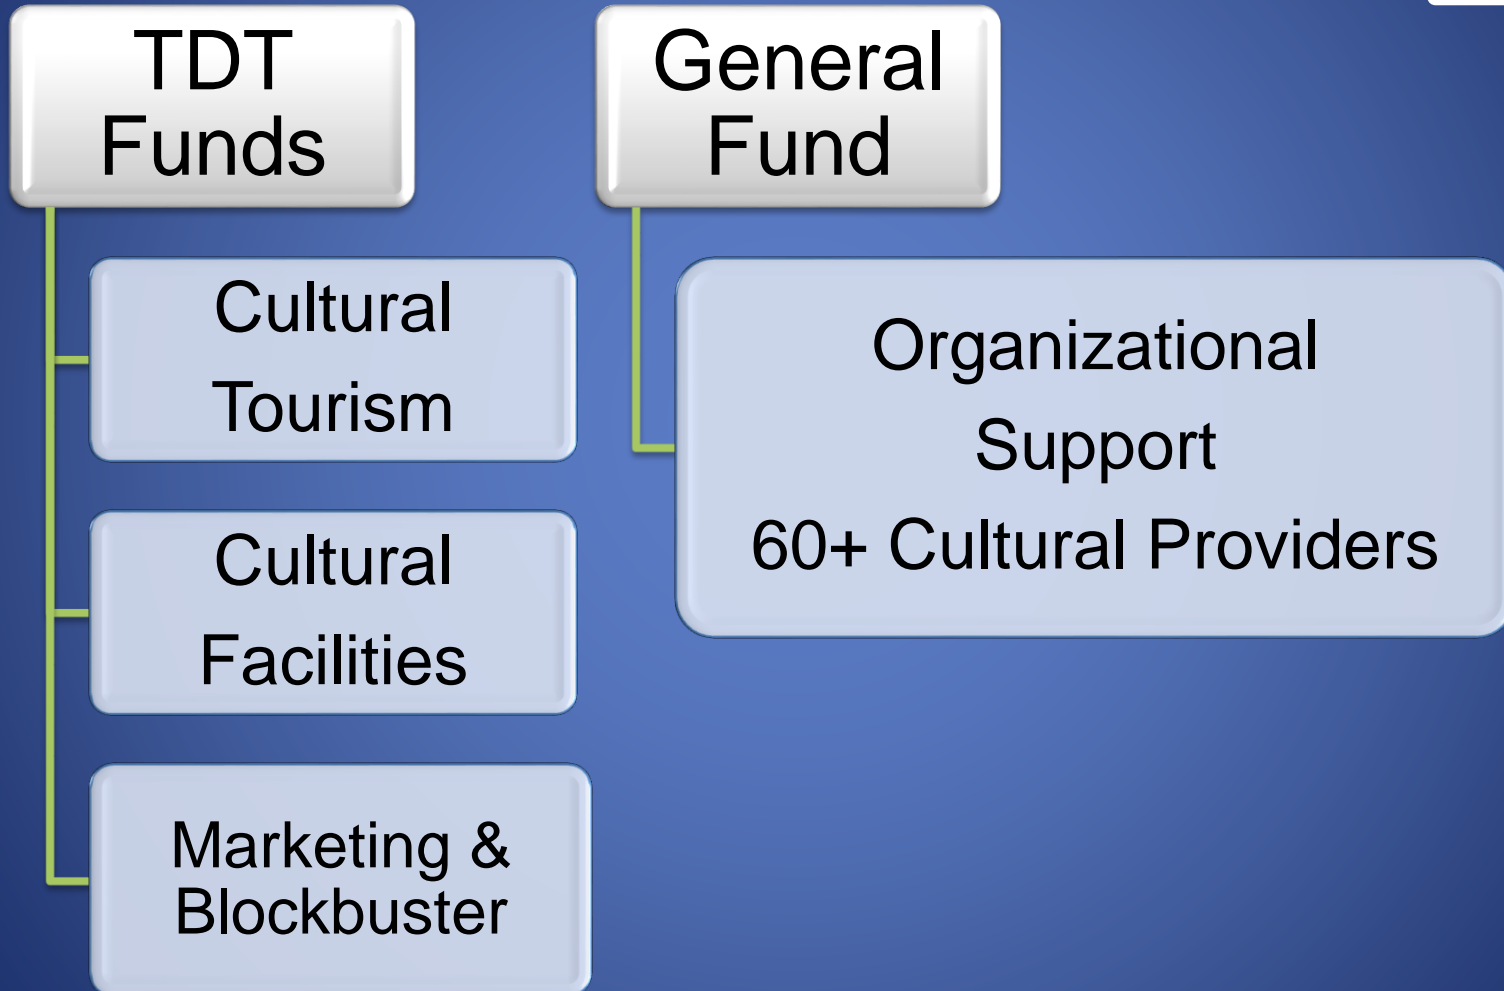 TDT
Funds
Cultural
Tourism
Cultural
Facilities
Marketing &
Blockbuster
General
Fund
Organizational
Support
60+ Cultural Providers